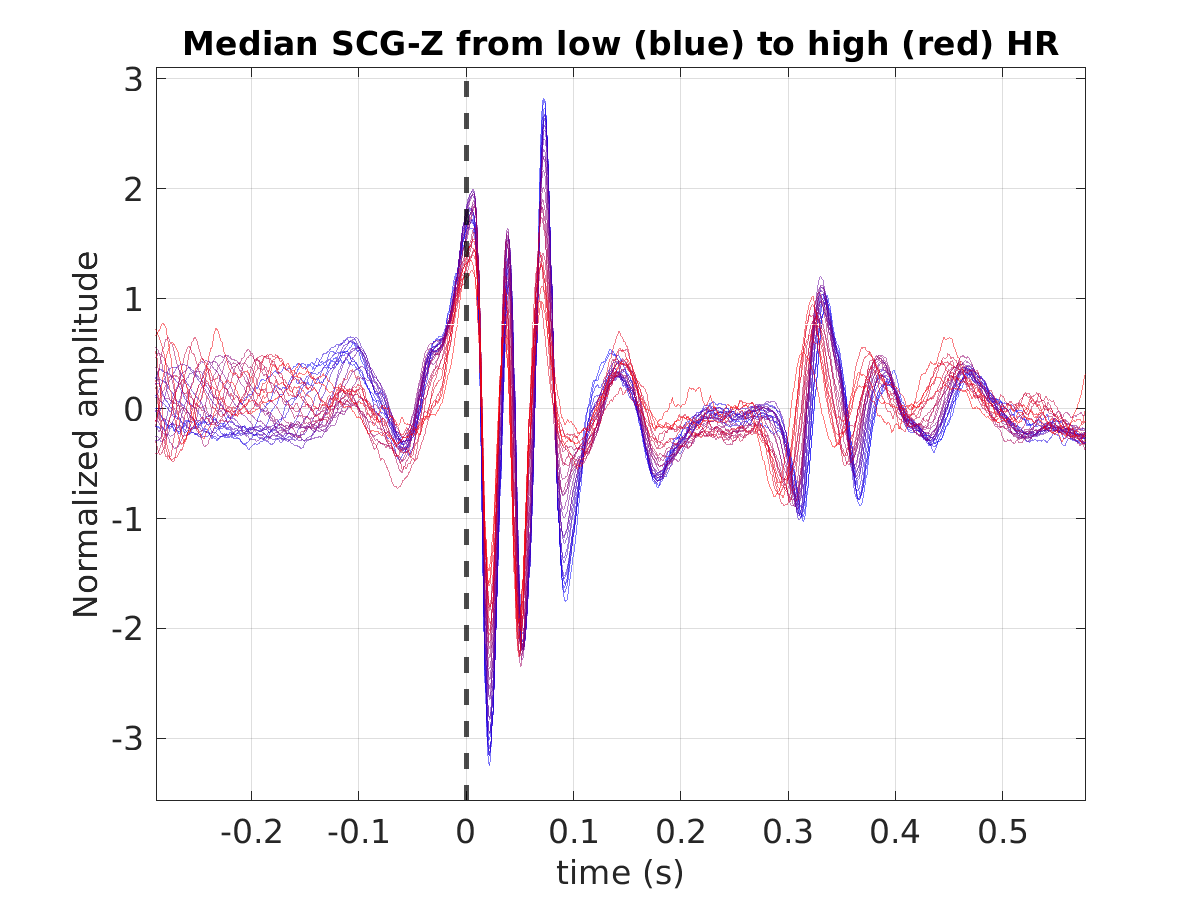 Median SCG-Z from low (blue) to high (red) HR
3
2
1
0
-1
-2
-3
Normalized amplitude
-0.2 -0.1 0 0.1 0.2 0.3 0.4 0.5
time (s)